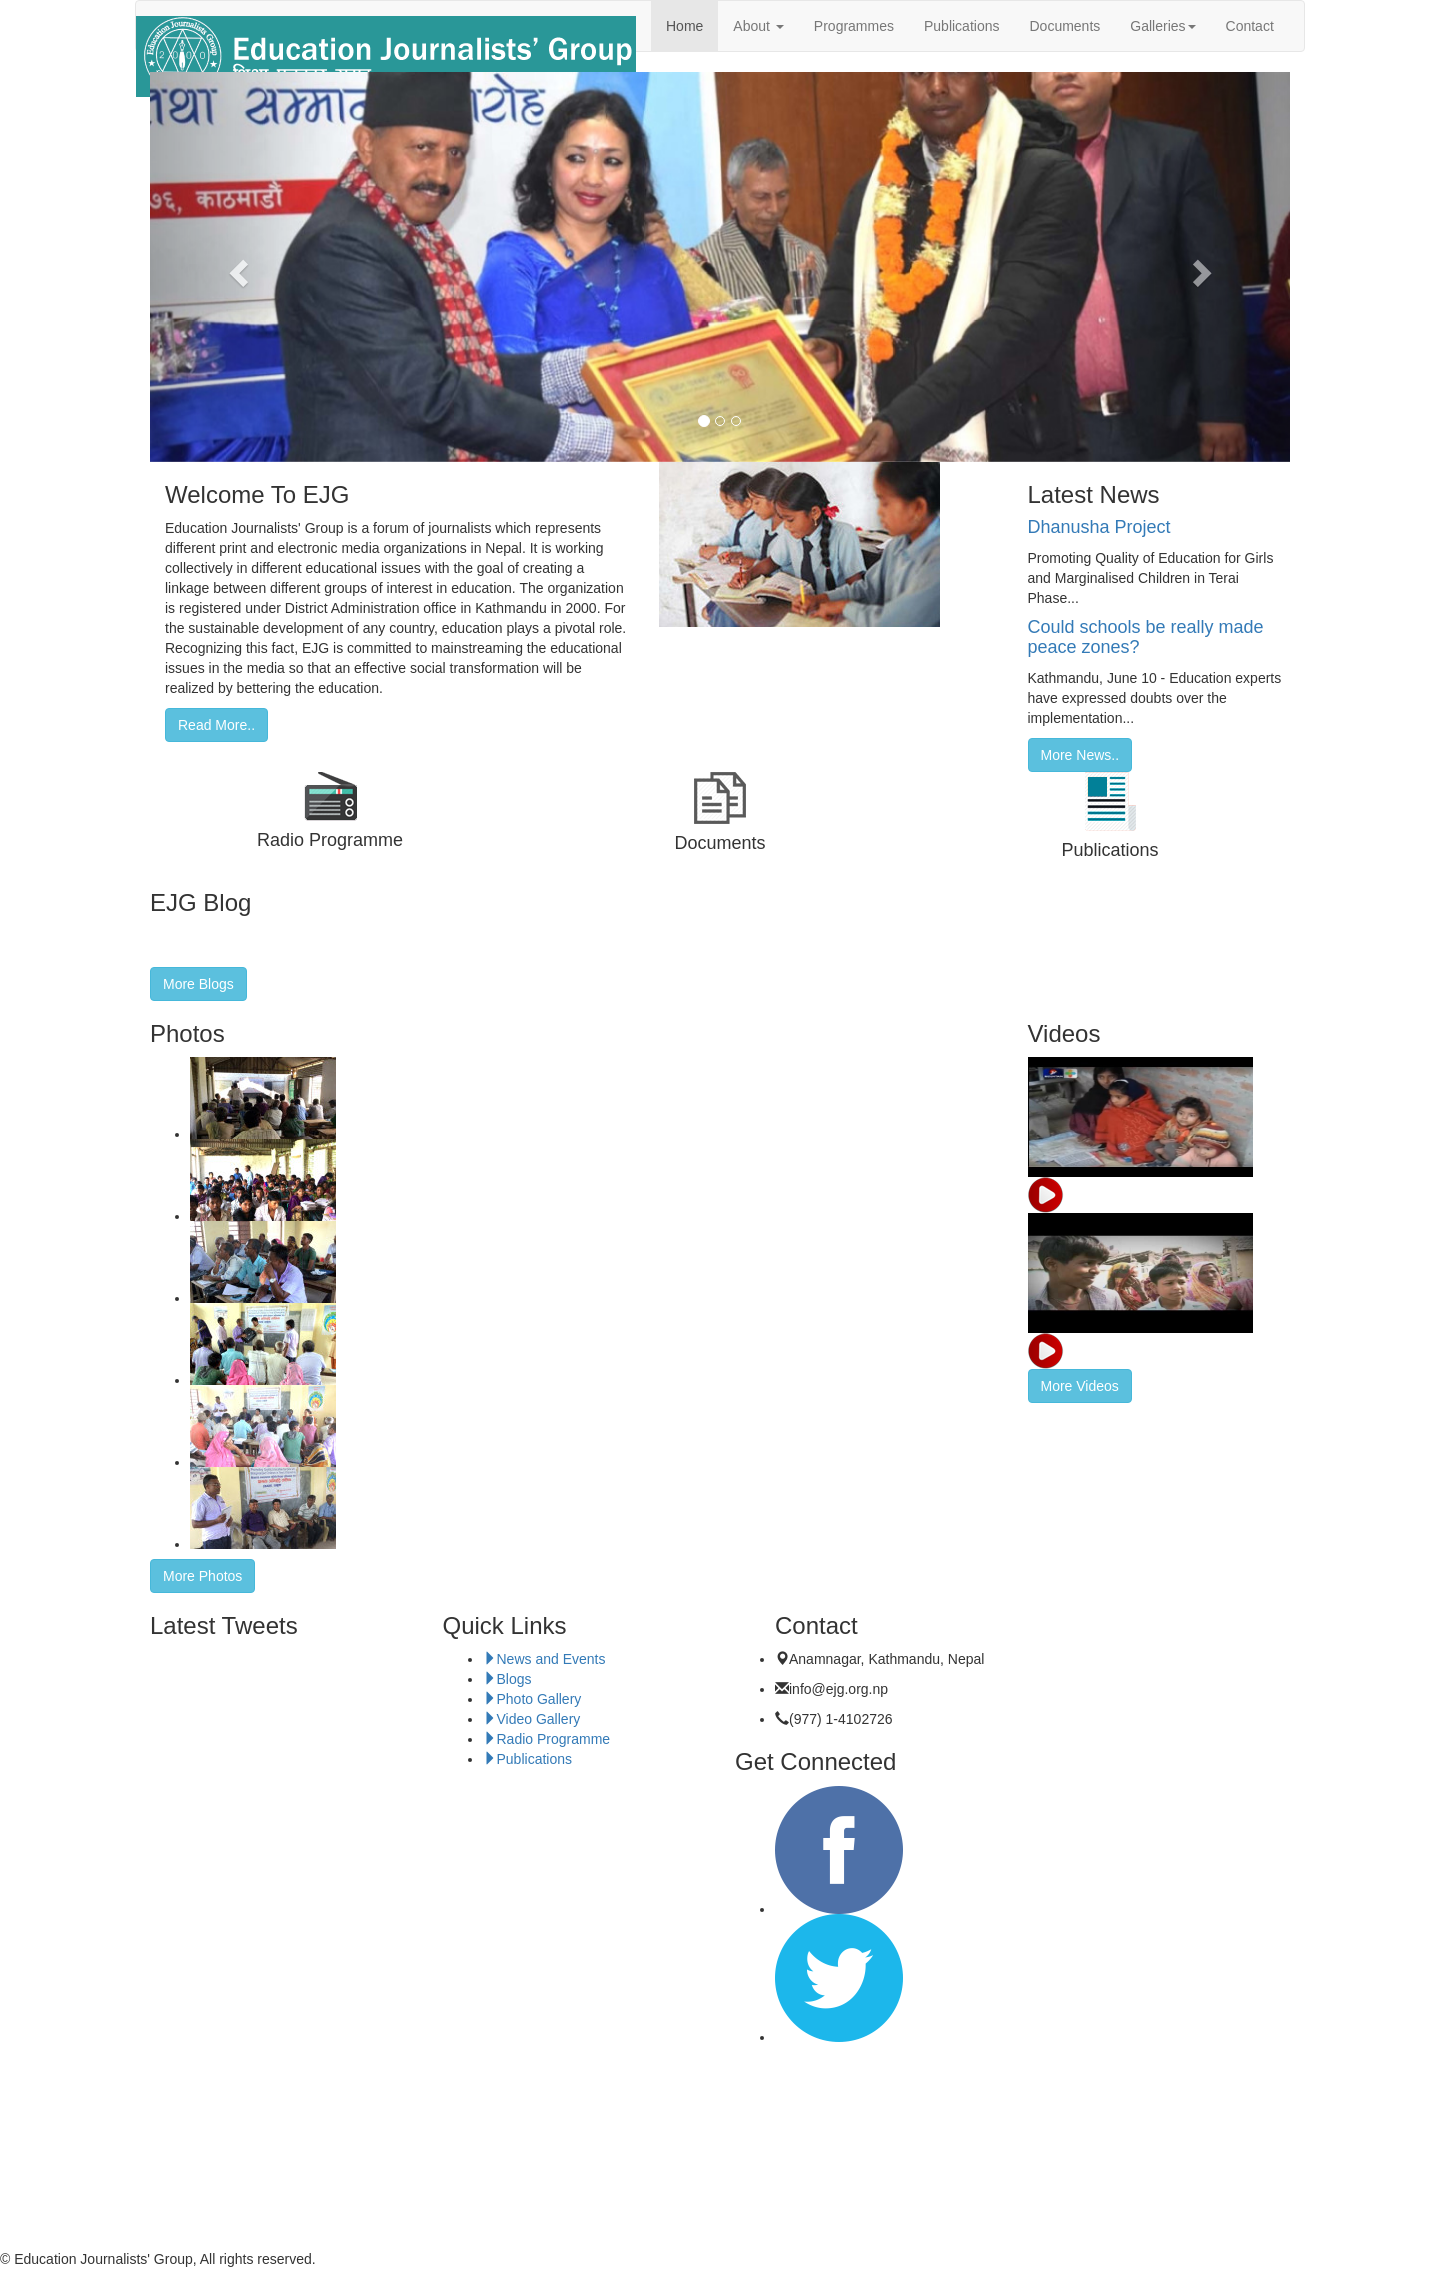 Education Journalists' Group
2 0 0 0
Home
About
Programmes
Publications
Documents
Galleries
Contact
तथा सम्मान
७६, काठमाडौं
Welcome To EJG
Education Journalists' Group is a forum of journalists which represents
different print and electronic media organizations in Nepal. It is working
collectively in different educational issues with the goal of creating a
linkage between different groups of interest in education. The organization
is registered under District Administration office in Kathmandu in 2000. For
the sustainable development of any country, education plays a pivotal role.
Recognizing this fact, EJG is committed to mainstreaming the educational
issues in the media so that an effective social transformation will be
realized by bettering the education.
Read More..
Latest News
Dhanusha Project
Promoting Quality of Education for Girls
and Marginalised Children in Terai
Phase...
Could schools be really made
peace zones?
Kathmandu, June 10 - Education experts
have expressed doubts over the
implementation...
More News..
Radio Programme
Documents
Publications
EJG Blog
More Blogs
Photos
More Photos
Videos
More Videos
Latest Tweets
Quick Links
News and Events
Blogs
Photo Gallery
Video Gallery
Radio Programme
Publications
Contact
Anamnagar, Kathmandu, Nepal
info@ejg.org.np
(977) 1-4102726
Get Connected
© Education Journalists' Group, All rights reserved.